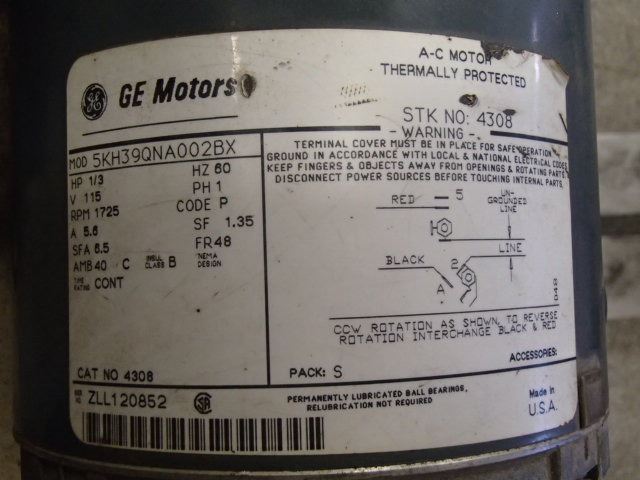 GE GE Motors
A-C MOTOR
THERMALLY PROTECTED
STK NO: 4308
- WARNING -
TERMINAL COVER MUST BE IN PLACE FOR SAFE OPERATION
GROUND IN ACCORDANCE WITH LOCAL & NATIONAL ELECTRICAL CODES
KEEP FINGERS & OBJECTS AWAY FROM OPENINGS & ROTATING PARTS
DISCONNECT POWER SOURCES BEFORE TOUCHING INTERNAL PARTS.
MOD 5KH39QNA002BX
HP 1/3 HZ 60
V 115 PH 1
RPM 1725 CODE P
A 5.6 SF 1.35
SFA 6.5 FR 48
AMB 40 C INSUL CLASS B NEMA DESIGN
TIME RATING CONT
RED 5 UN-GROUNDED LINE
LINE
BLACK 2
A
043
CCW ROTATION AS SHOWN, TO REVERSE
ROTATION INTERCHANGE BLACK & RED
ACCESSORIES:
CAT NO 4308
PACK: S
ZLL120852
PERMANENTLY LUBRICATED BALL BEARINGS,
RELUBRICATION NOT REQUIRED
Made in
U.S.A.